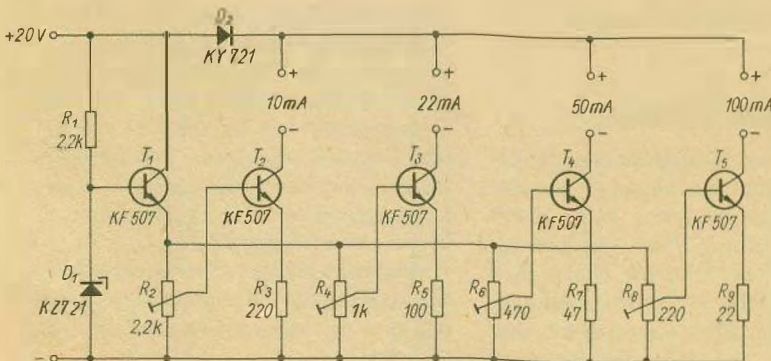 D₂
+20V
KY721
+
+
+
+
10mA
22mA
50mA
100mA
−
−
−
−
R₁
2,2k
T₁
T₂
T₃
T₄
T₅
KF507
KF507
KF507
KF507
KF507
D₁
KZ721
R₂
2,2k
R₃
220
R₄
1k
R₅
100
R₆
470
R₇
47
R₈
220
R₉
22
−